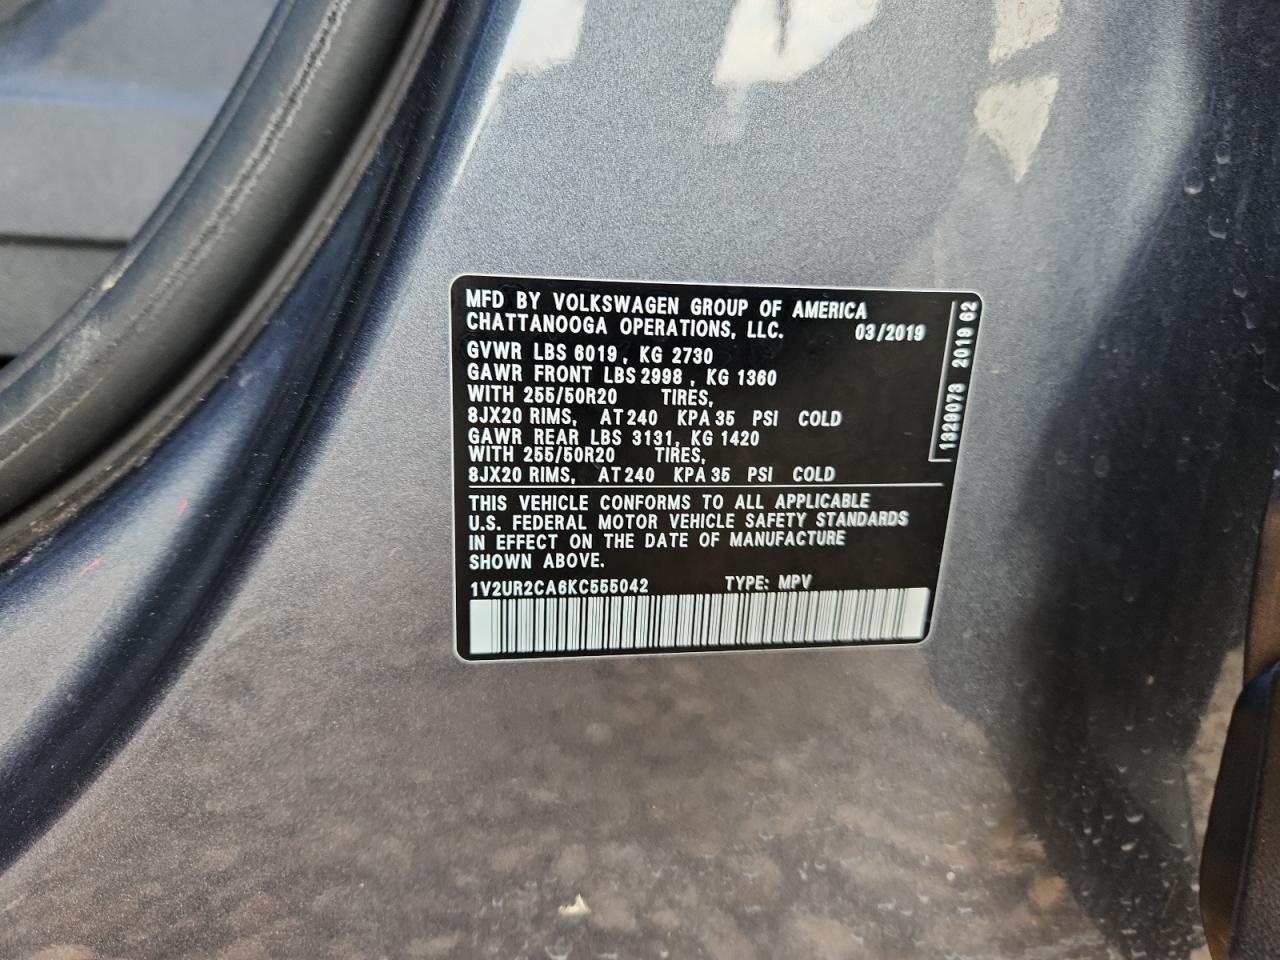 MFD BY VOLKSWAGEN GROUP OF AMERICA
CHATTANOOGA OPERATIONS, LLC. 03/2019
GVWR LBS 6019, KG 2730
GAWR FRONT LBS 2998, KG 1360
WITH 255/50R20 TIRES,
8JX20 RIMS, AT 240 KPA 35 PSI COLD
GAWR REAR LBS 3131, KG 1420
WITH 255/50R20 TIRES,
8JX20 RIMS, AT 240 KPA 35 PSI COLD
THIS VEHICLE CONFORMS TO ALL APPLICABLE
U.S. FEDERAL MOTOR VEHICLE SAFETY STANDARDS
IN EFFECT ON THE DATE OF MANUFACTURE
SHOWN ABOVE.
1V2UR2CA6KC555042 TYPE: MPV
1329073 2019 62